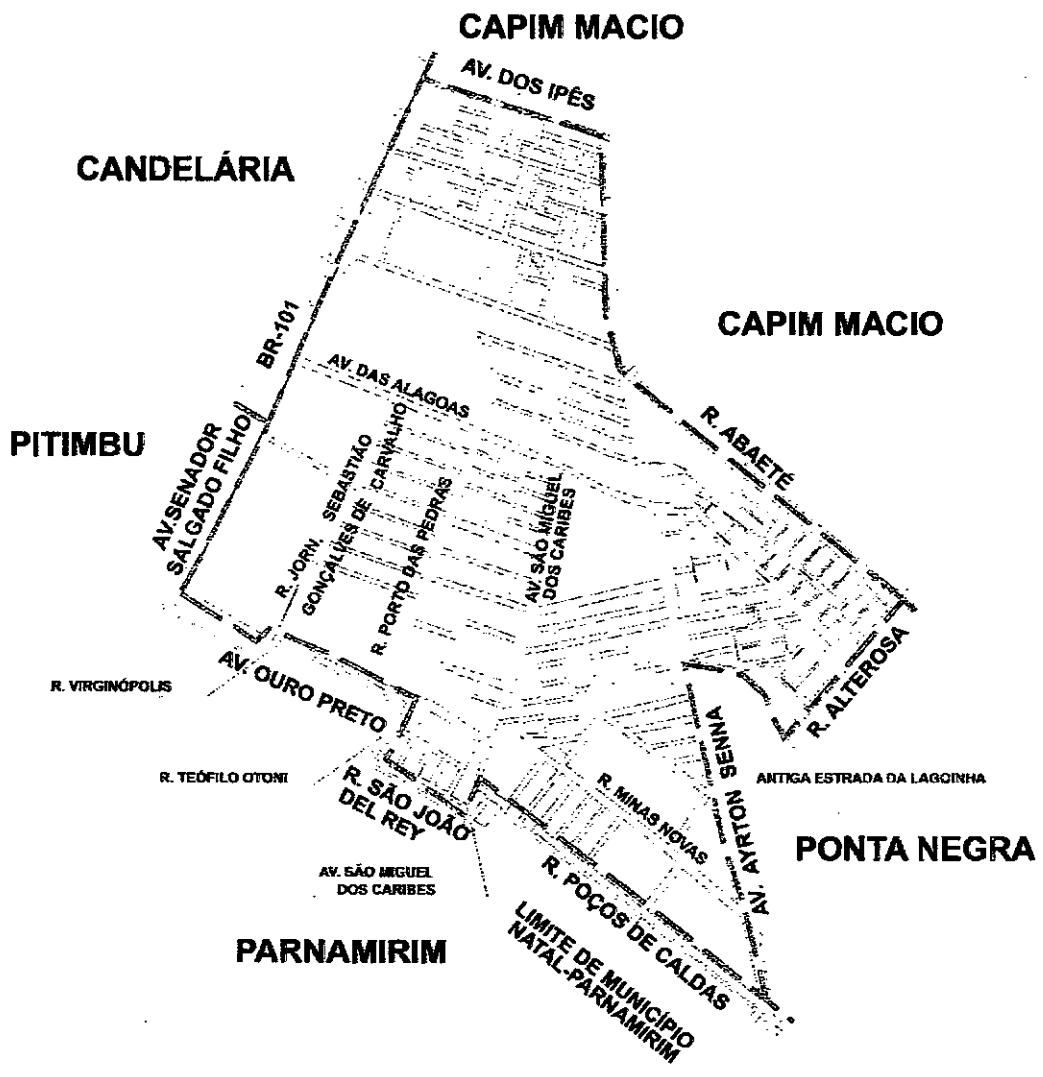 CAPIM MACIO
AV. DOS IPÊS
CANDELÁRIA
BR-101
CAPIM MACIO
AV. DAS ALAGOAS
PITIMBU
AV.SENADOR
SALGADO FILHO
R. ABAETÉ
R. JORN. SEBASTIÃO
GONÇALVES DE CARVALHO
R. PORTO DAS PEDRAS
AV. SÃO MIGUEL
DOS CARIBES
R. VIRGINÓPOLIS
AV. OURO PRETO
R. ALTEROSA
R. TEÓFILO OTONI
R. SÃO JOÃO
DEL REY
R. MINAS NOVAS
AV. AYRTON SENNA
ANTIGA ESTRADA DA LAGOINHA
PONTA NEGRA
AV. SÃO MIGUEL
DOS CARIBES
R. POÇOS DE CALDAS
PARNAMIRIM
LIMITE DE MUNICÍPIO
NATAL-PARNAMIRIM